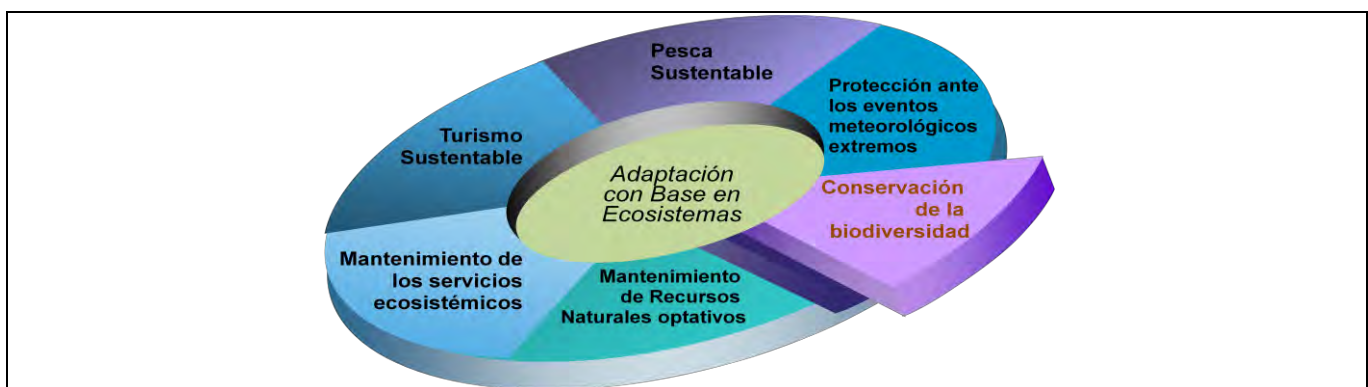 Pesca
Sustentable
Protección ante
los eventos
meteorológicos
extremos
Turismo
Sustentable
Adaptación
con Base en
Ecosistemas
Conservación
de la
biodiversidad
Mantenimiento de
los servicios
ecosistémicos
Mantenimiento
de Recursos
Naturales optativos